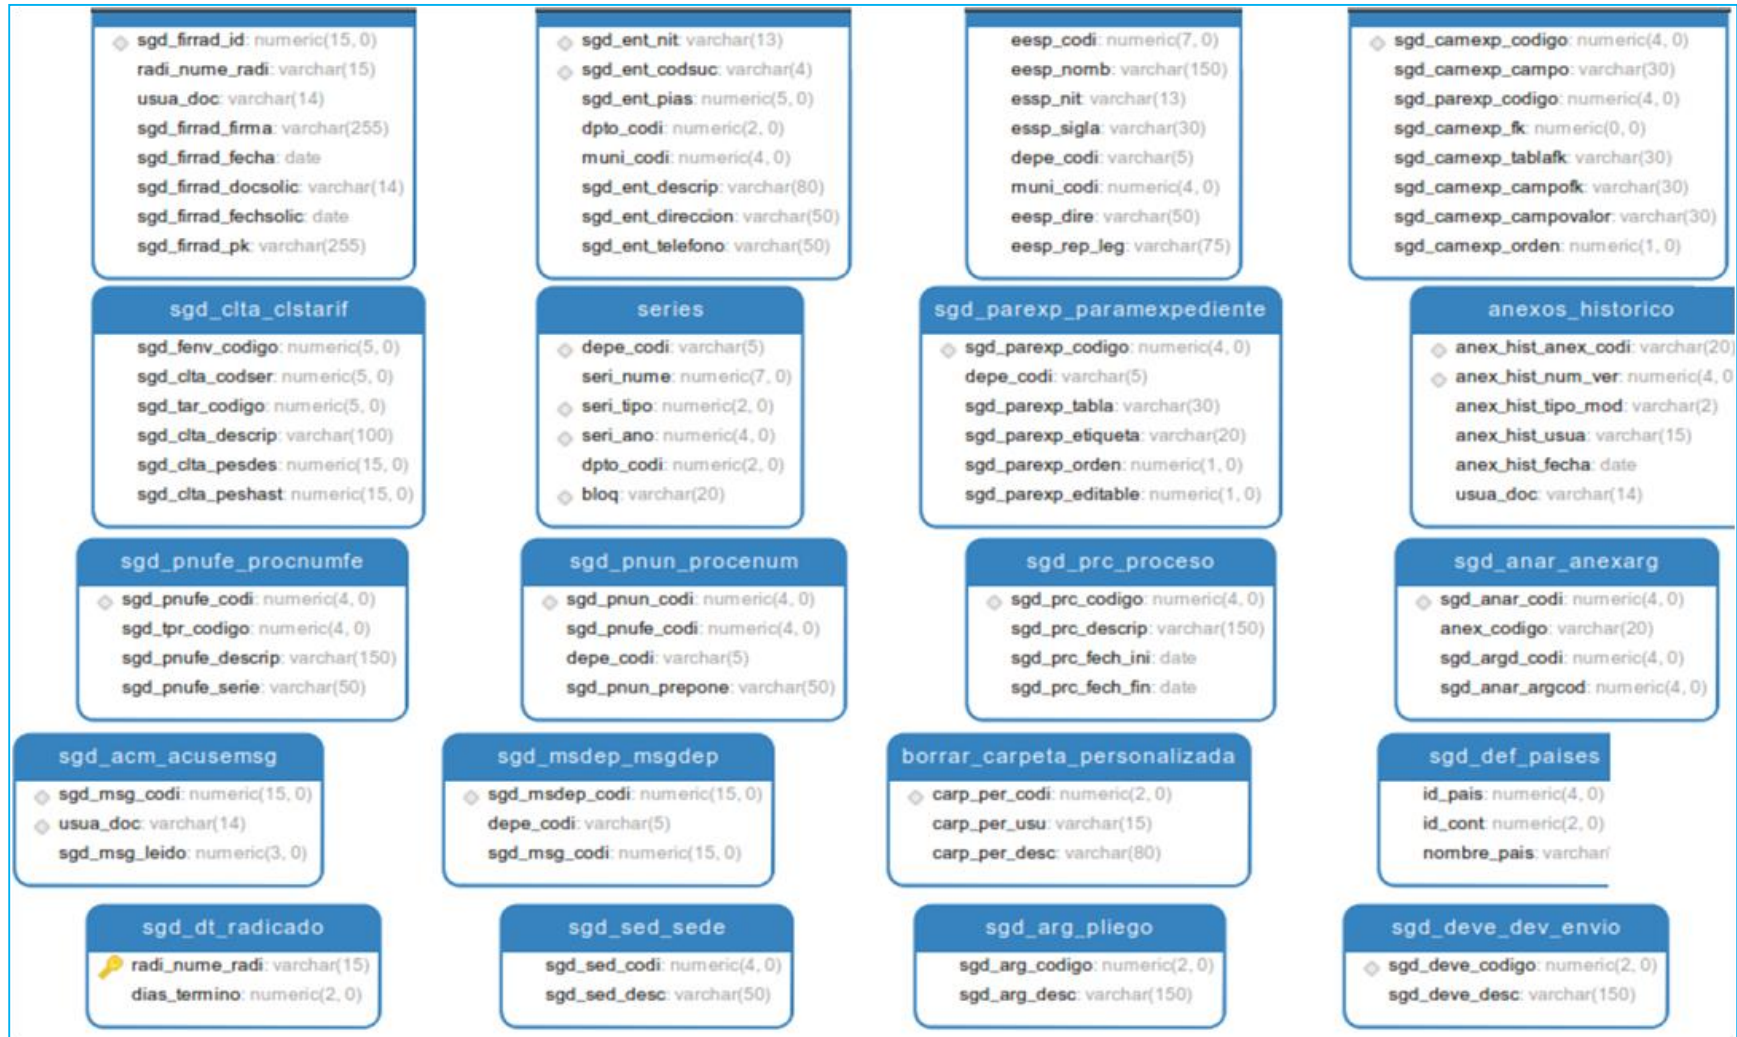 sgd_firrad_id: numeric(15, 0)
radi_nume_radi: varchar(15)
usua_doc: varchar(14)
sgd_firrad_firma: varchar(255)
sgd_firrad_fecha: date
sgd_firrad_docsolic: varchar(14)
sgd_firrad_fechsolic: date
sgd_firrad_pk: varchar(255)
sgd_ent_nit: varchar(13)
sgd_ent_codsuc: varchar(4)
sgd_ent_pias: numeric(5, 0)
dpto_codi: numeric(2, 0)
muni_codi: numeric(4, 0)
sgd_ent_descrip: varchar(80)
sgd_ent_direccion: varchar(50)
sgd_ent_telefono: varchar(50)
eesp_codi: numeric(7, 0)
eesp_nomb: varchar(150)
essp_nit: varchar(13)
essp_sigla: varchar(30)
depe_codi: varchar(5)
muni_codi: numeric(4, 0)
eesp_dire: varchar(50)
eesp_rep_leg: varchar(75)
sgd_camexp_codigo: numeric(4, 0)
sgd_camexp_campo: varchar(30)
sgd_parexp_codigo: numeric(4, 0)
sgd_camexp_fk: numeric(0, 0)
sgd_camexp_tablafk: varchar(30)
sgd_camexp_campofk: varchar(30)
sgd_camexp_campovalor: varchar(30)
sgd_camexp_orden: numeric(1, 0)
sgd_clta_clstarif
sgd_fenv_codigo: numeric(5, 0)
sgd_clta_codser: numeric(5, 0)
sgd_tar_codigo: numeric(5, 0)
sgd_clta_descrip: varchar(100)
sgd_clta_pesdes: numeric(15, 0)
sgd_clta_peshast: numeric(15, 0)
series
depe_codi: varchar(5)
seri_nume: numeric(7, 0)
seri_tipo: numeric(2, 0)
seri_ano: numeric(4, 0)
dpto_codi: numeric(2, 0)
bloq: varchar(20)
sgd_parexp_paramexpediente
sgd_parexp_codigo: numeric(4, 0)
depe_codi: varchar(5)
sgd_parexp_tabla: varchar(30)
sgd_parexp_etiqueta: varchar(20)
sgd_parexp_orden: numeric(1, 0)
sgd_parexp_editable: numeric(1, 0)
anexos_historico
anex_hist_anex_codi: varchar(20)
anex_hist_num_ver: numeric(4, 0
anex_hist_tipo_mod: varchar(2)
anex_hist_usua: varchar(15)
anex_hist_fecha: date
usua_doc: varchar(14)
sgd_pnufe_procnumfe
sgd_pnufe_codi: numeric(4, 0)
sgd_tpr_codigo: numeric(4, 0)
sgd_pnufe_descrip: varchar(150)
sgd_pnufe_serie: varchar(50)
sgd_pnun_procenum
sgd_pnun_codi: numeric(4, 0)
sgd_pnufe_codi: numeric(4, 0)
depe_codi: varchar(5)
sgd_pnun_prepone: varchar(50)
sgd_prc_proceso
sgd_prc_codigo: numeric(4, 0)
sgd_prc_descrip: varchar(150)
sgd_prc_fech_ini: date
sgd_prc_fech_fin: date
sgd_anar_anexarg
sgd_anar_codi: numeric(4, 0)
anex_codigo: varchar(20)
sgd_argd_codi: numeric(4, 0)
sgd_anar_argcod: numeric(4, 0)
sgd_acm_acusemsg
sgd_msg_codi: numeric(15, 0)
usua_doc: varchar(14)
sgd_msg_leido: numeric(3, 0)
sgd_msdep_msgdep
sgd_msdep_codi: numeric(15, 0)
depe_codi: varchar(5)
sgd_msg_codi: numeric(15, 0)
borrar_carpeta_personalizada
carp_per_codi: numeric(2, 0)
carp_per_usu: varchar(15)
carp_per_desc: varchar(80)
sgd_def_paises
id_pais: numeric(4, 0)
id_cont: numeric(2, 0)
nombre_pais: varchar
sgd_dt_radicado
radi_nume_radi: varchar(15)
dias_termino: numeric(2, 0)
sgd_sed_sede
sgd_sed_codi: numeric(4, 0)
sgd_sed_desc: varchar(50)
sgd_arg_pliego
sgd_arg_codigo: numeric(2, 0)
sgd_arg_desc: varchar(150)
sgd_deve_dev_envio
sgd_deve_codigo: numeric(2, 0)
sgd_deve_desc: varchar(150)